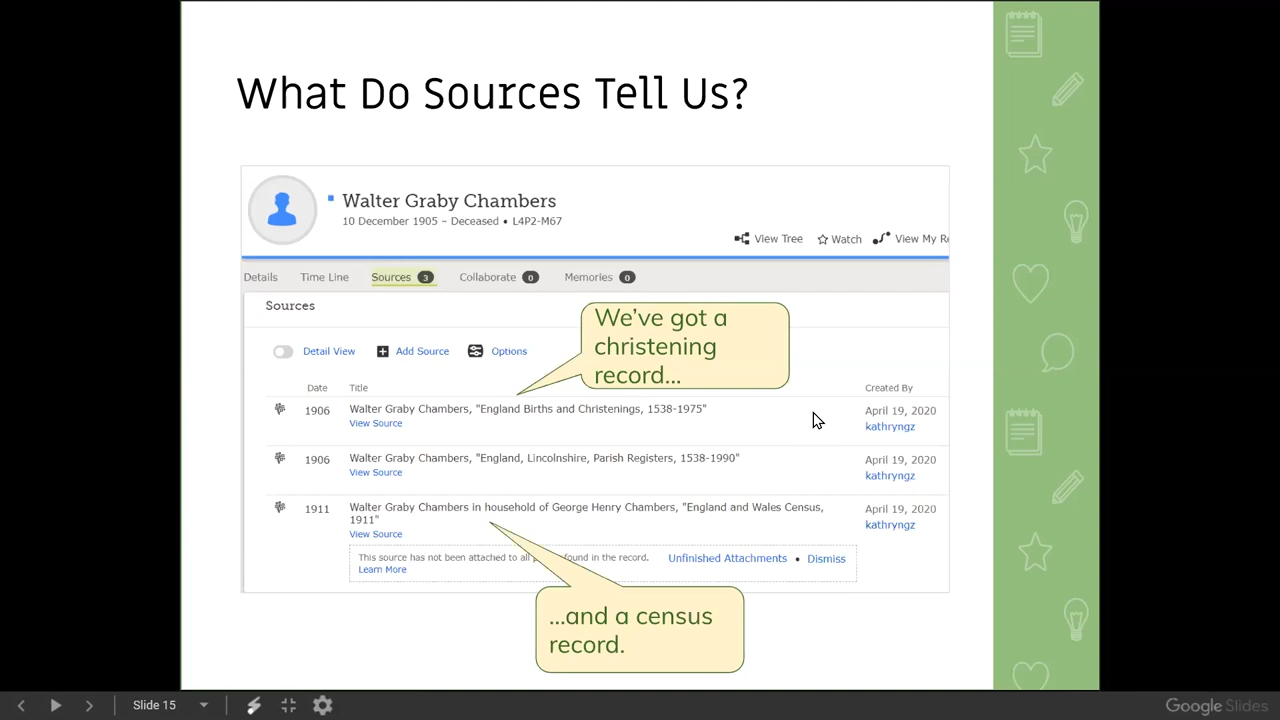 What Do Sources Tell Us?
Walter Graby Chambers
10 December 1905 – Deceased • L4P2-M67
View Tree Watch View My R
Details Time Line Sources 3 Collaborate 0 Memories 0
Sources
We've got a
christening
record...
Detail View Add Source Options
Date Title Created By
1906 Walter Graby Chambers, "England Births and Christenings, 1538-1975" April 19, 2020
View Source kathryngz
1906 Walter Graby Chambers, "England, Lincolnshire, Parish Registers, 1538-1990" April 19, 2020
View Source kathryngz
1911 Walter Graby Chambers in household of George Henry Chambers, "England and Wales Census, April 19, 2020
1911" kathryngz
View Source
This source has not been attached to all found in the record. Unfinished Attachments • Dismiss
Learn More
...and a census
record.
Slide 15
Google Slides